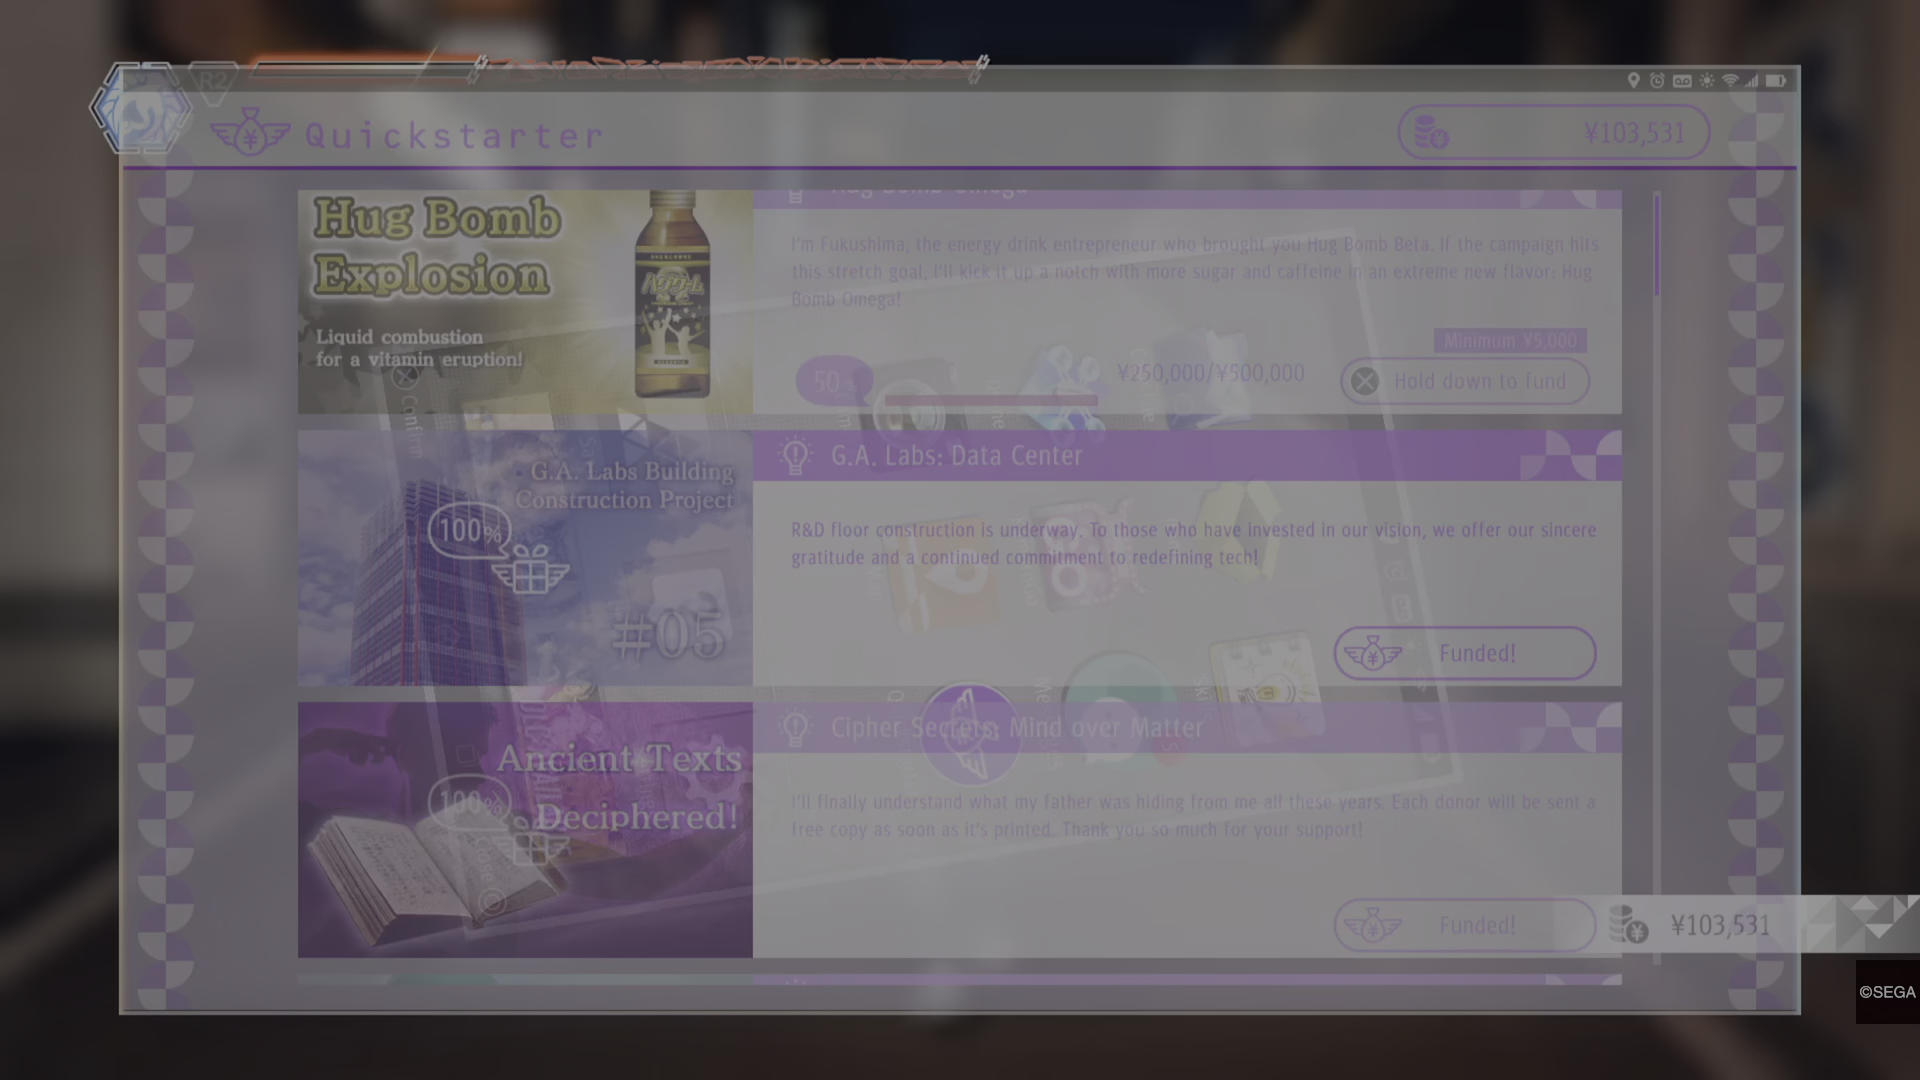 R2
Quickstarter
¥103,531
Hug Bomb Omega
Hug Bomb
Explosion
Liquid combustion
for a vitamin eruption!
I'm Fukushima, the energy drink entrepreneur who brought you Hug Bomb Beta. If the campaign hits
this stretch goal, I'll kick it up a notch with more sugar and caffeine in an extreme new flavor: Hug
Bomb Omega!
Minimum ¥5,000
50
¥250,000/¥500,000
Hold down to fund
Confirm
G.A. Labs: Data Center
G.A. Labs Building
Construction Project
100%
#05
R&D floor construction is underway. To those who have invested in our vision, we offer our sincere
gratitude and a continued commitment to redefining tech!
Funded!
Cipher Secrets: Mind over Matter
Ancient Texts
100%
Deciphered!
I'll finally understand what my father was hiding from me all these years. Each donor will be sent a
free copy as soon as it's printed. Thank you so much for your support!
Close
Funded!
¥103,531
©SEGA